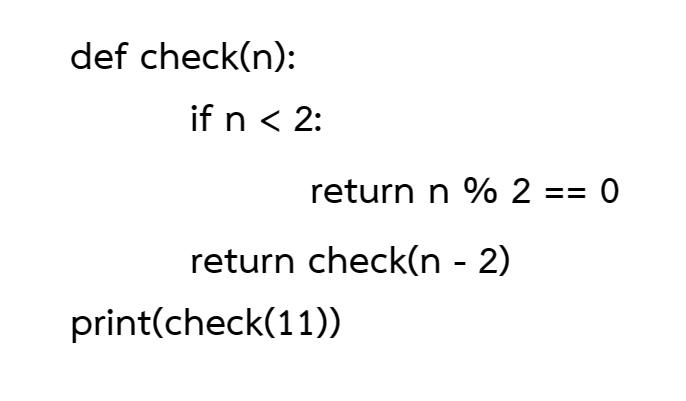 def check(n):
if n < 2:
return n % 2 == 0
return check(n - 2)
print(check(11))